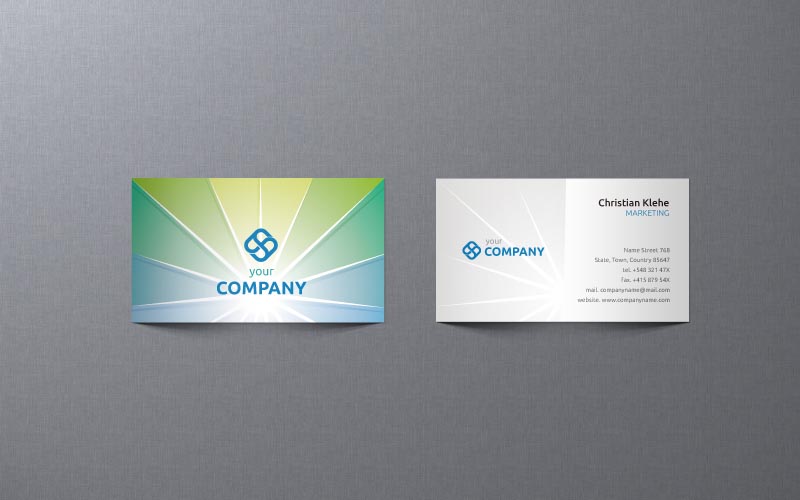 your
COMPANY
your
COMPANY
Christian Klehe
MARKETING
Name Street 768
State, Town, Country 85647
tel. +548 321 47X
fax. +415 879 54X
mail. companyname@mail.com
website. www.companyname.com